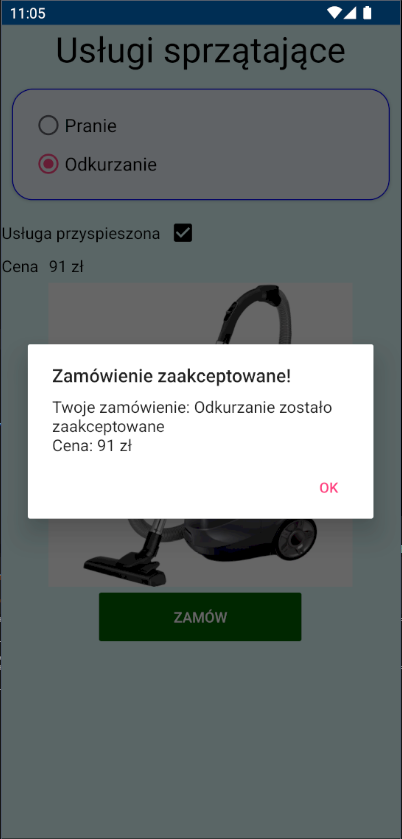 11:05
Usługi sprzątające
Pranie
Odkurzanie
Usługa przyspieszona
Cena 91 zł
Zamówienie zaakceptowane!
Twoje zamówienie: Odkurzanie zostało
zaakceptowane
Cena: 91 zł
OK
ZAMÓW